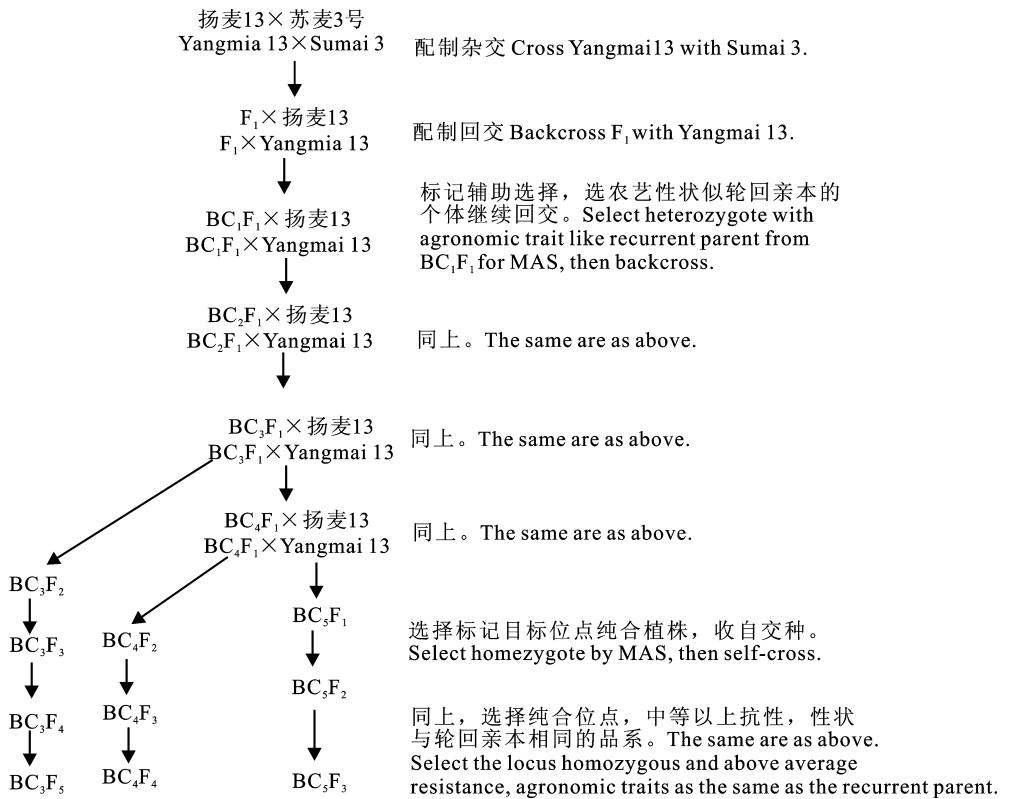 扬麦13×苏麦3号
Yangmia 13×Sumai 3
配制杂交 Cross Yangmai13 with Sumai 3.
F₁×扬麦13
F₁×Yangmia 13
配制回交 Backcross F₁ with Yangmai 13.
BC₁F₁×扬麦13
BC₁F₁×Yangmai 13
标记辅助选择，选农艺性状似轮回亲本的
个体继续回交。Select heterozygote with
agronomic trait like recurrent parent from
BC₁F₁ for MAS, then backcross.
BC₂F₁×扬麦13
BC₂F₁×Yangmai 13
同上。The same are as above.
BC₃F₁×扬麦13
BC₃F₁×Yangmai 13
同上。The same are as above.
BC₄F₁×扬麦13
BC₄F₁×Yangmai 13
同上。The same are as above.
BC₃F₂
BC₃F₃
BC₄F₂
BC₅F₁
选择标记目标位点纯合植株，收自交种。
Select homezygote by MAS, then self-cross.
BC₅F₂
BC₃F₄
BC₄F₃
同上，选择纯合位点，中等以上抗性，性状
与轮回亲本相同的品系。The same are as above.
Select the locus homozygous and above average
resistance, agronomic traits as the same as the recurrent parent.
BC₃F₅
BC₄F₄
BC₅F₃